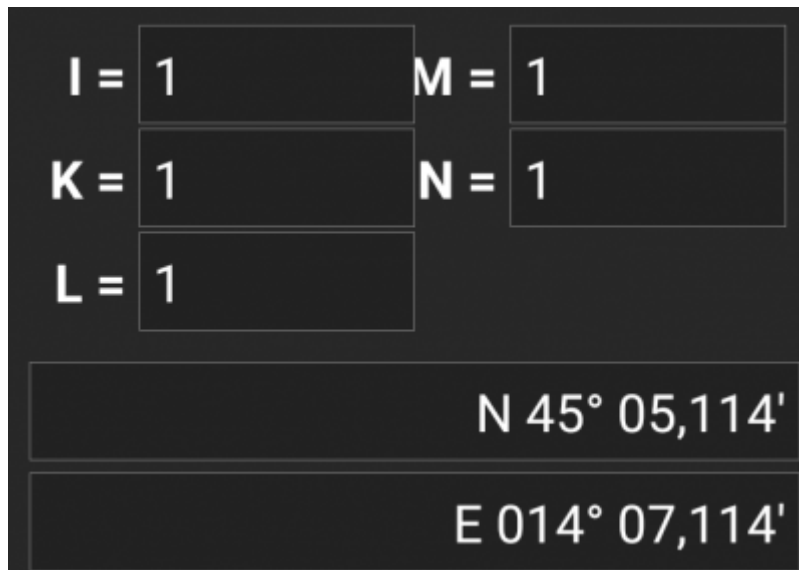 I = 1 M = 1
K = 1 N = 1
L = 1
N 45° 05,114'
E 014° 07,114'